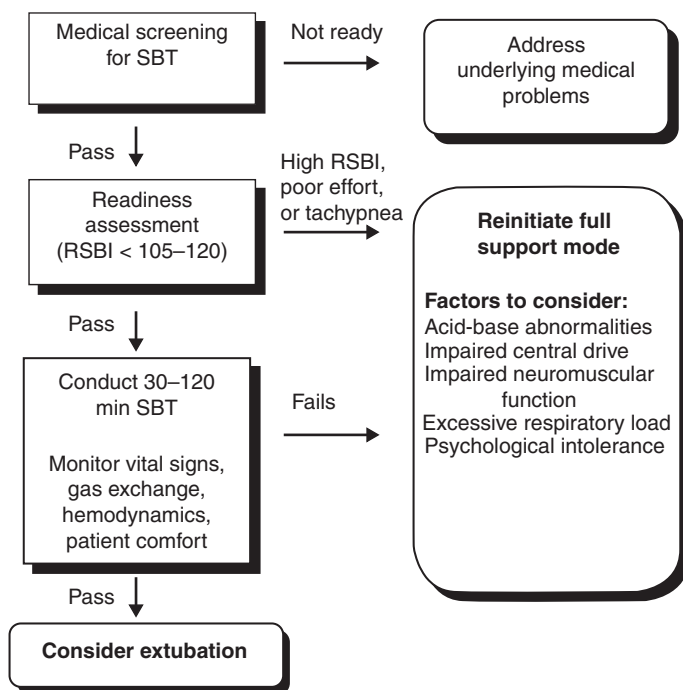 Medical screening
for SBT
Not ready
Address
underlying medical
problems
Pass
Readiness
assessment
(RSBI < 105–120)
High RSBI,
poor effort,
or tachypnea
Reinitiate full
support mode
Factors to consider:
Acid-base abnormalities
Impaired central drive
Impaired neuromuscular
function
Excessive respiratory load
Psychological intolerance
Pass
Conduct 30–120
min SBT
Monitor vital signs,
gas exchange,
hemodynamics,
patient comfort
Fails
Pass
Consider extubation